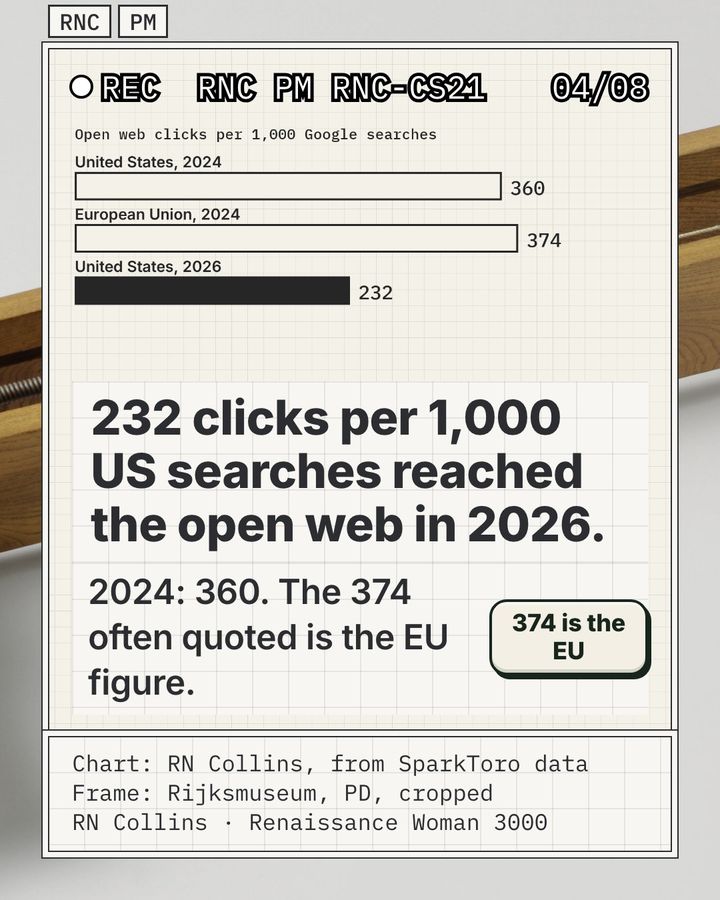 RNC PM
REC RNC PM RNC-CS21 04/08
Open web clicks per 1,000 Google searches
United States, 2024
360
European Union, 2024
374
United States, 2026
232
232 clicks per 1,000
US searches reached
the open web in 2026.
2024: 360. The 374
often quoted is the EU
figure.
374 is the
EU
Chart: RN Collins, from SparkToro data
Frame: Rijksmuseum, PD, cropped
RN Collins · Renaissance Woman 3000